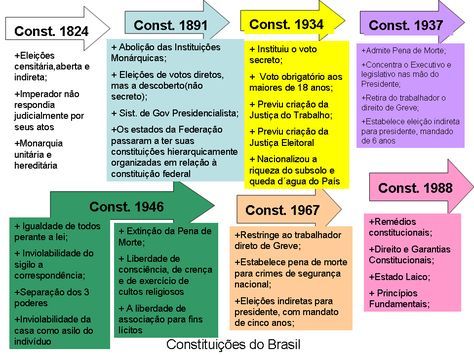 Const. 1824
+Eleições
censitária,aberta e
indireta;
+Imperador não
respondia
judicialmente por
seus atos
+Monarquia
unitária e
hereditária
Const. 1891
+ Abolição das Instituições
Monárquicas;
+ Eleições de votos diretos,
mas a descoberto(não
secreto);
+ Sist. de Gov Presidencialista;
+Os estados da Federação
passaram a ter suas
constituições hierarquicamente
organizadas em relação à
constituição federal
Const. 1934
+ Instituiu o voto
secreto;
+ Voto obrigatório aos
maiores de 18 anos;
+ Previu criação da
Justiça do Trabalho;
+ Previu criação da
Justiça Eleitoral
+ Nacionalizou a
riqueza do subsolo e
queda d´agua do País
Const. 1937
+Admite Pena de Morte;
+Concentra o Executivo e
legislativo nas mão do
Presidente;
+Retira do trabalhador o
direito de Greve;
+Estabelece eleição indireta
para presidente, mandado
de 6 anos
Const. 1946
+ Igualdade de todos
perante a lei;
+ Inviolabilidade do
sigilo a
correspondência;
+Separação dos 3
poderes
+Inviolabilidade da
casa como asilo do
indivíduo
+ Extinção da Pena de
Morte;
+ Liberdade de
consciência, de crença
e de exercício de
cultos religiosos
+ A liberdade de
associação para fins
lícitos
Const. 1967
+Restringe ao trabalhador
direto de Greve;
+Estabelece pena de morte
para crimes de segurança
nacional;
+Eleições indiretas para
presidente, com mandato
de cinco anos;
Const. 1988
+Remédios
constitucionais;
+Direito e Garantias
Constitucionais;
+Estado Laico;
+ Princípios
Fundamentais;
Constituições do Brasil